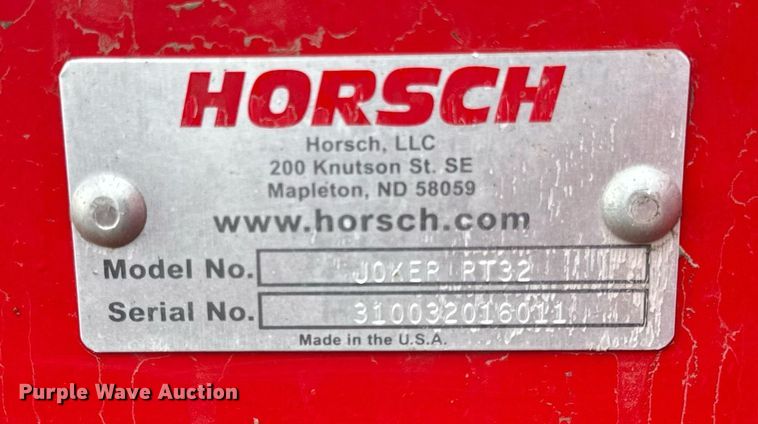 HORSCH
Horsch, LLC
200 Knutson St. SE
Mapleton, ND 58059
www.horsch.com
Model No. JOKER RT32
Serial No. 310032016011
Made in the U.S.A.
Purple Wave Auction